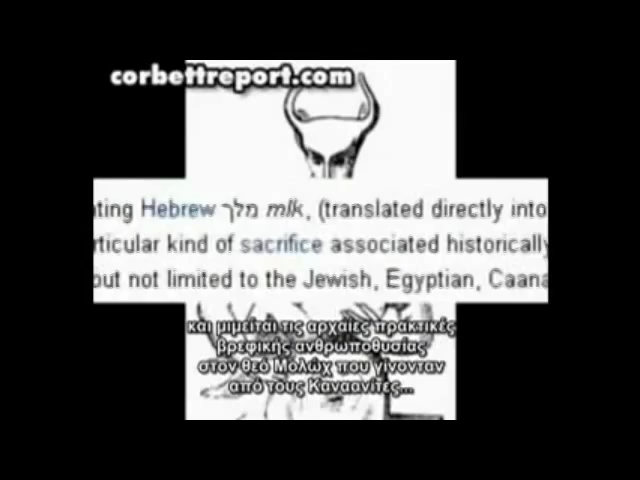 corbettreport.com
ting Hebrew מלך mlk, (translated directly into
rticular kind of sacrifice associated historically
but not limited to the Jewish, Egyptian, Caana
και μιμείται τις αρχαίες πρακτικές
βρεφικής ανθρωποθυσίας
στον θεό Μολώχ που γίνονταν
από τους Κανααvίτες...